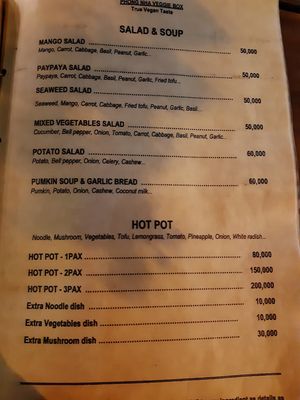 PHONG NHA VEGGIE BOX
True Vegan Taste
SALAD & SOUP
MANGO SALAD 50,000
Mango, Carrot, Cabbage, Basil, Peanut, Garlic...
PAYPAYA SALAD 50,000
Paypaya, Carrot, Cabbage, Basil, Peanut, Garlic, Fried tofu...
SEAWEED SALAD 50,000
Seaweed, Mango, Carrot, Cabbage, Fried tofu, Peanut, Garlic, Basil...
MIXED VEGETABLES SALAD 50,000
Cucumber, Bell pepper, Onion, Tomato, Carrot, Cabbage, Basil, Peanut, Garlic...
POTATO SALAD 60,000
Potato, Bell pepper, Onion, Celery, Cashew...
PUMKIN SOUP & GARLIC BREAD 60,000
Pumkin, Potato, Onion, Cashew, Coconut milk...
HOT POT
Noodle, Mushroom, Vegetables, Tofu, Lemongrass, Tomato, Pineapple, Onion, White radish...
HOT POT - 1PAX 80,000
HOT POT - 2PAX 150,000
HOT POT - 3PAX 200,000
Extra Noodle dish 10,000
Extra Vegetables dish 10,000
Extra Mushroom dish 30,000
ingredient as details as